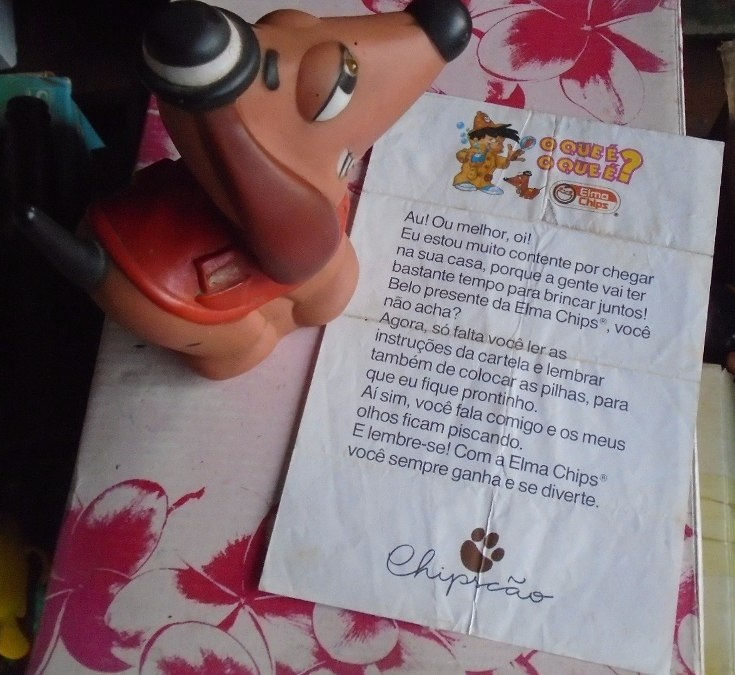 O QUE É
O QUE É?
Elma
Chips®
Au! Ou melhor, oi!
Eu estou muito contente por chegar
na sua casa, porque a gente vai ter
bastante tempo para brincar juntos!
Belo presente da Elma Chips®, você
não acha?
Agora, só falta você ler as
instruções da cartela e lembrar
também de colocar as pilhas, para
que eu fique prontinho.
Aí sim, você fala comigo e os meus
olhos ficam piscando.
E lembre-se! Com a Elma Chips®
você sempre ganha e se diverte.
Chipscão